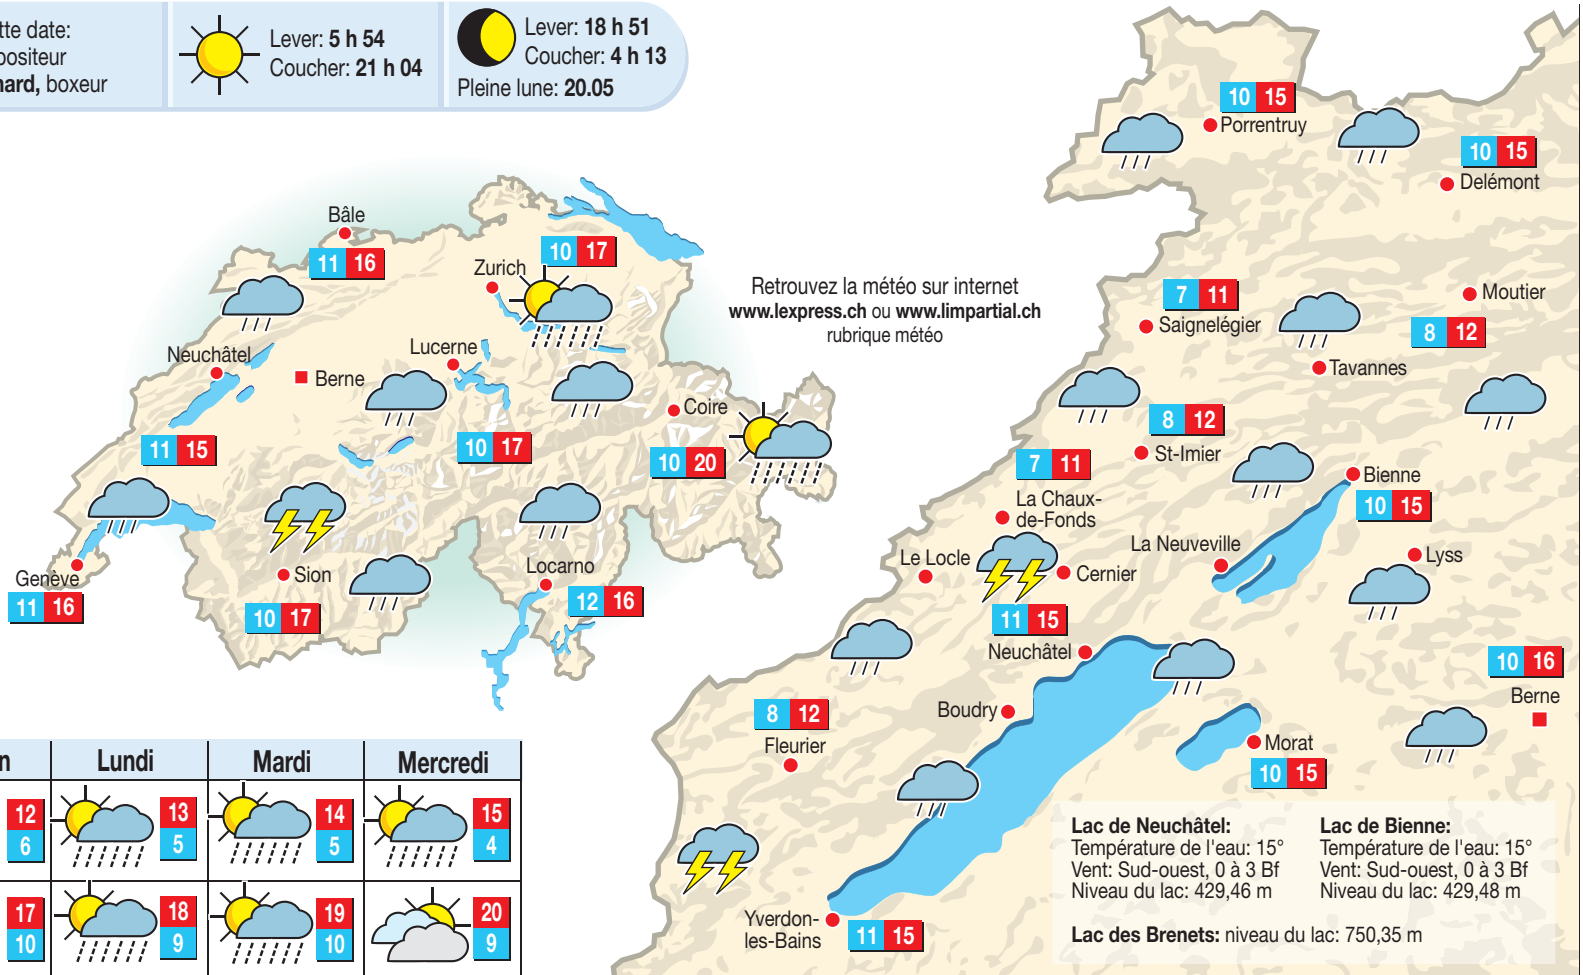 tte date:
positeur
nard, boxeur
Lever: 5 h 54
Coucher: 21 h 04
Lever: 18 h 51
Coucher: 4 h 13
Pleine lune: 20.05
Bâle
11 16
Zurich
10 17
Neuchâtel
11 15
Berne
Lucerne
10 17
Coire
10 20
Genève
11 16
Sion
10 17
Locarno
12 16
Retrouvez la météo sur internet
www.lexpress.ch ou www.limpartial.ch
rubrique météo
10 15
Porrentruy
10 15
Delémont
7 11
Saignelégier
Moutier
8 12
Tavannes
8 12
St-Imier
7 11
La Chaux-
de-Fonds
Bienne
10 15
Le Locle
Cernier
La Neuveville
Lyss
11 15
Neuchâtel
10 16
Berne
Boudry
8 12
Fleurier
Morat
10 15
Yverdon-
les-Bains
11 15
n
Lundi
Mardi
Mercredi
12
6
13
5
14
5
15
4
17
10
18
9
19
10
20
9
Lac de Neuchâtel:
Température de l'eau: 15°
Vent: Sud-ouest, 0 à 3 Bf
Niveau du lac: 429,46 m
Lac de Bienne:
Température de l'eau: 15°
Vent: Sud-ouest, 0 à 3 Bf
Niveau du lac: 429,48 m
Lac des Brenets: niveau du lac: 750,35 m